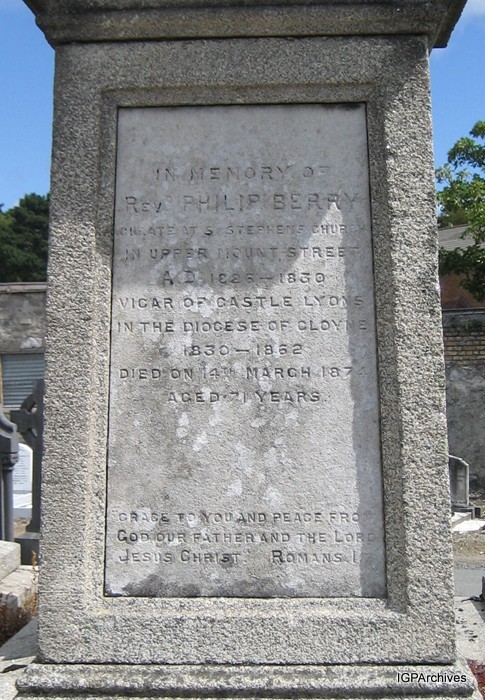 IN MEMORY OF
REVD PHILIP BERRY
CURATE AT S. STEPHENS CHURCH
IN UPPER MOUNT STREET
A.D. 1826–1830
VICAR OF CASTLE LYONS
IN THE DIOCESE OF CLOYNE
1830–1862
DIED ON 14TH MARCH 1874
AGED 71 YEARS.
GRACE TO YOU AND PEACE FROM
GOD OUR FATHER AND THE LORD
JESUS CHRIST. ROMANS 1
IGPArchives